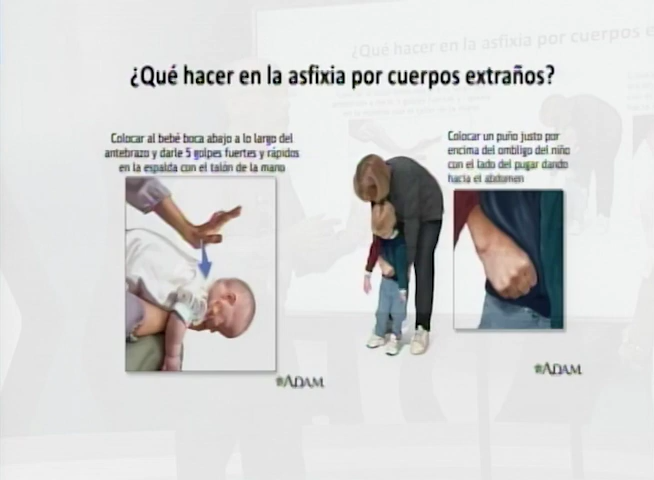 ¿Qué hacer en la asfixia por cuerpos extraños?
Colocar al bebé boca abajo a lo largo del
antebrazo y darle 5 golpes fuertes y rápidos
en la espalda con el talón de la mano
Colocar un puño justo por
encima del ombligo del niño
con el lado del pugar dando
hacia el abdomen
ADAM
ADAM
¿Qué hacer en la asfixia por cuerpos e